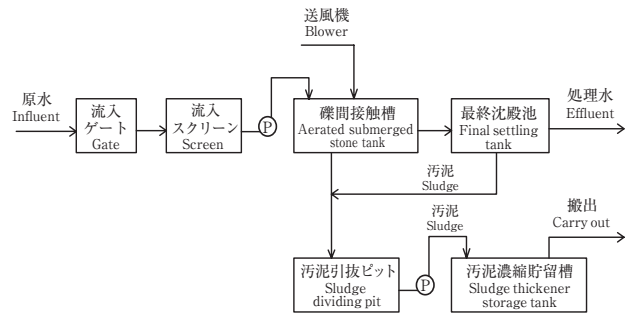 送風機
Blower
原水
Influent
流入
ゲート
Gate
流入
スクリーン
Screen
P
礫間接触槽
Aerated submerged
stone tank
最終沈殿池
Final settling
tank
処理水
Effluent
汚泥
Sludge
汚泥
Sludge
搬出
Carry out
汚泥引抜ピット
Sludge
dividing pit
P
汚泥濃縮貯留槽
Sludge thickener
storage tank